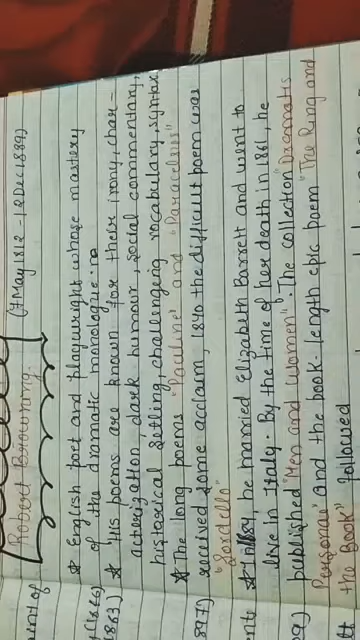 Robert Browning (7 May 1812 - 12 Dec 1889)
* English poet and playwright whose mastery
of the dramatic monologue.
* His poems are known for their irony, char-
acterization, dark humour, social commentary,
historical setting, challenging vocabulary, syntax
* The long poems "Pauline" and "Paracelsus"
received some acclaim, 1840 the difficult poem was
"Sordello"
* he married Elizabeth Barrett and went to
live in Italy. By the time of her death in 1861, he
published "Men and Women". The collection "Dramatis
Personae" and the book-length epic poem "The Ring and
the Book" followed
1863)
897)